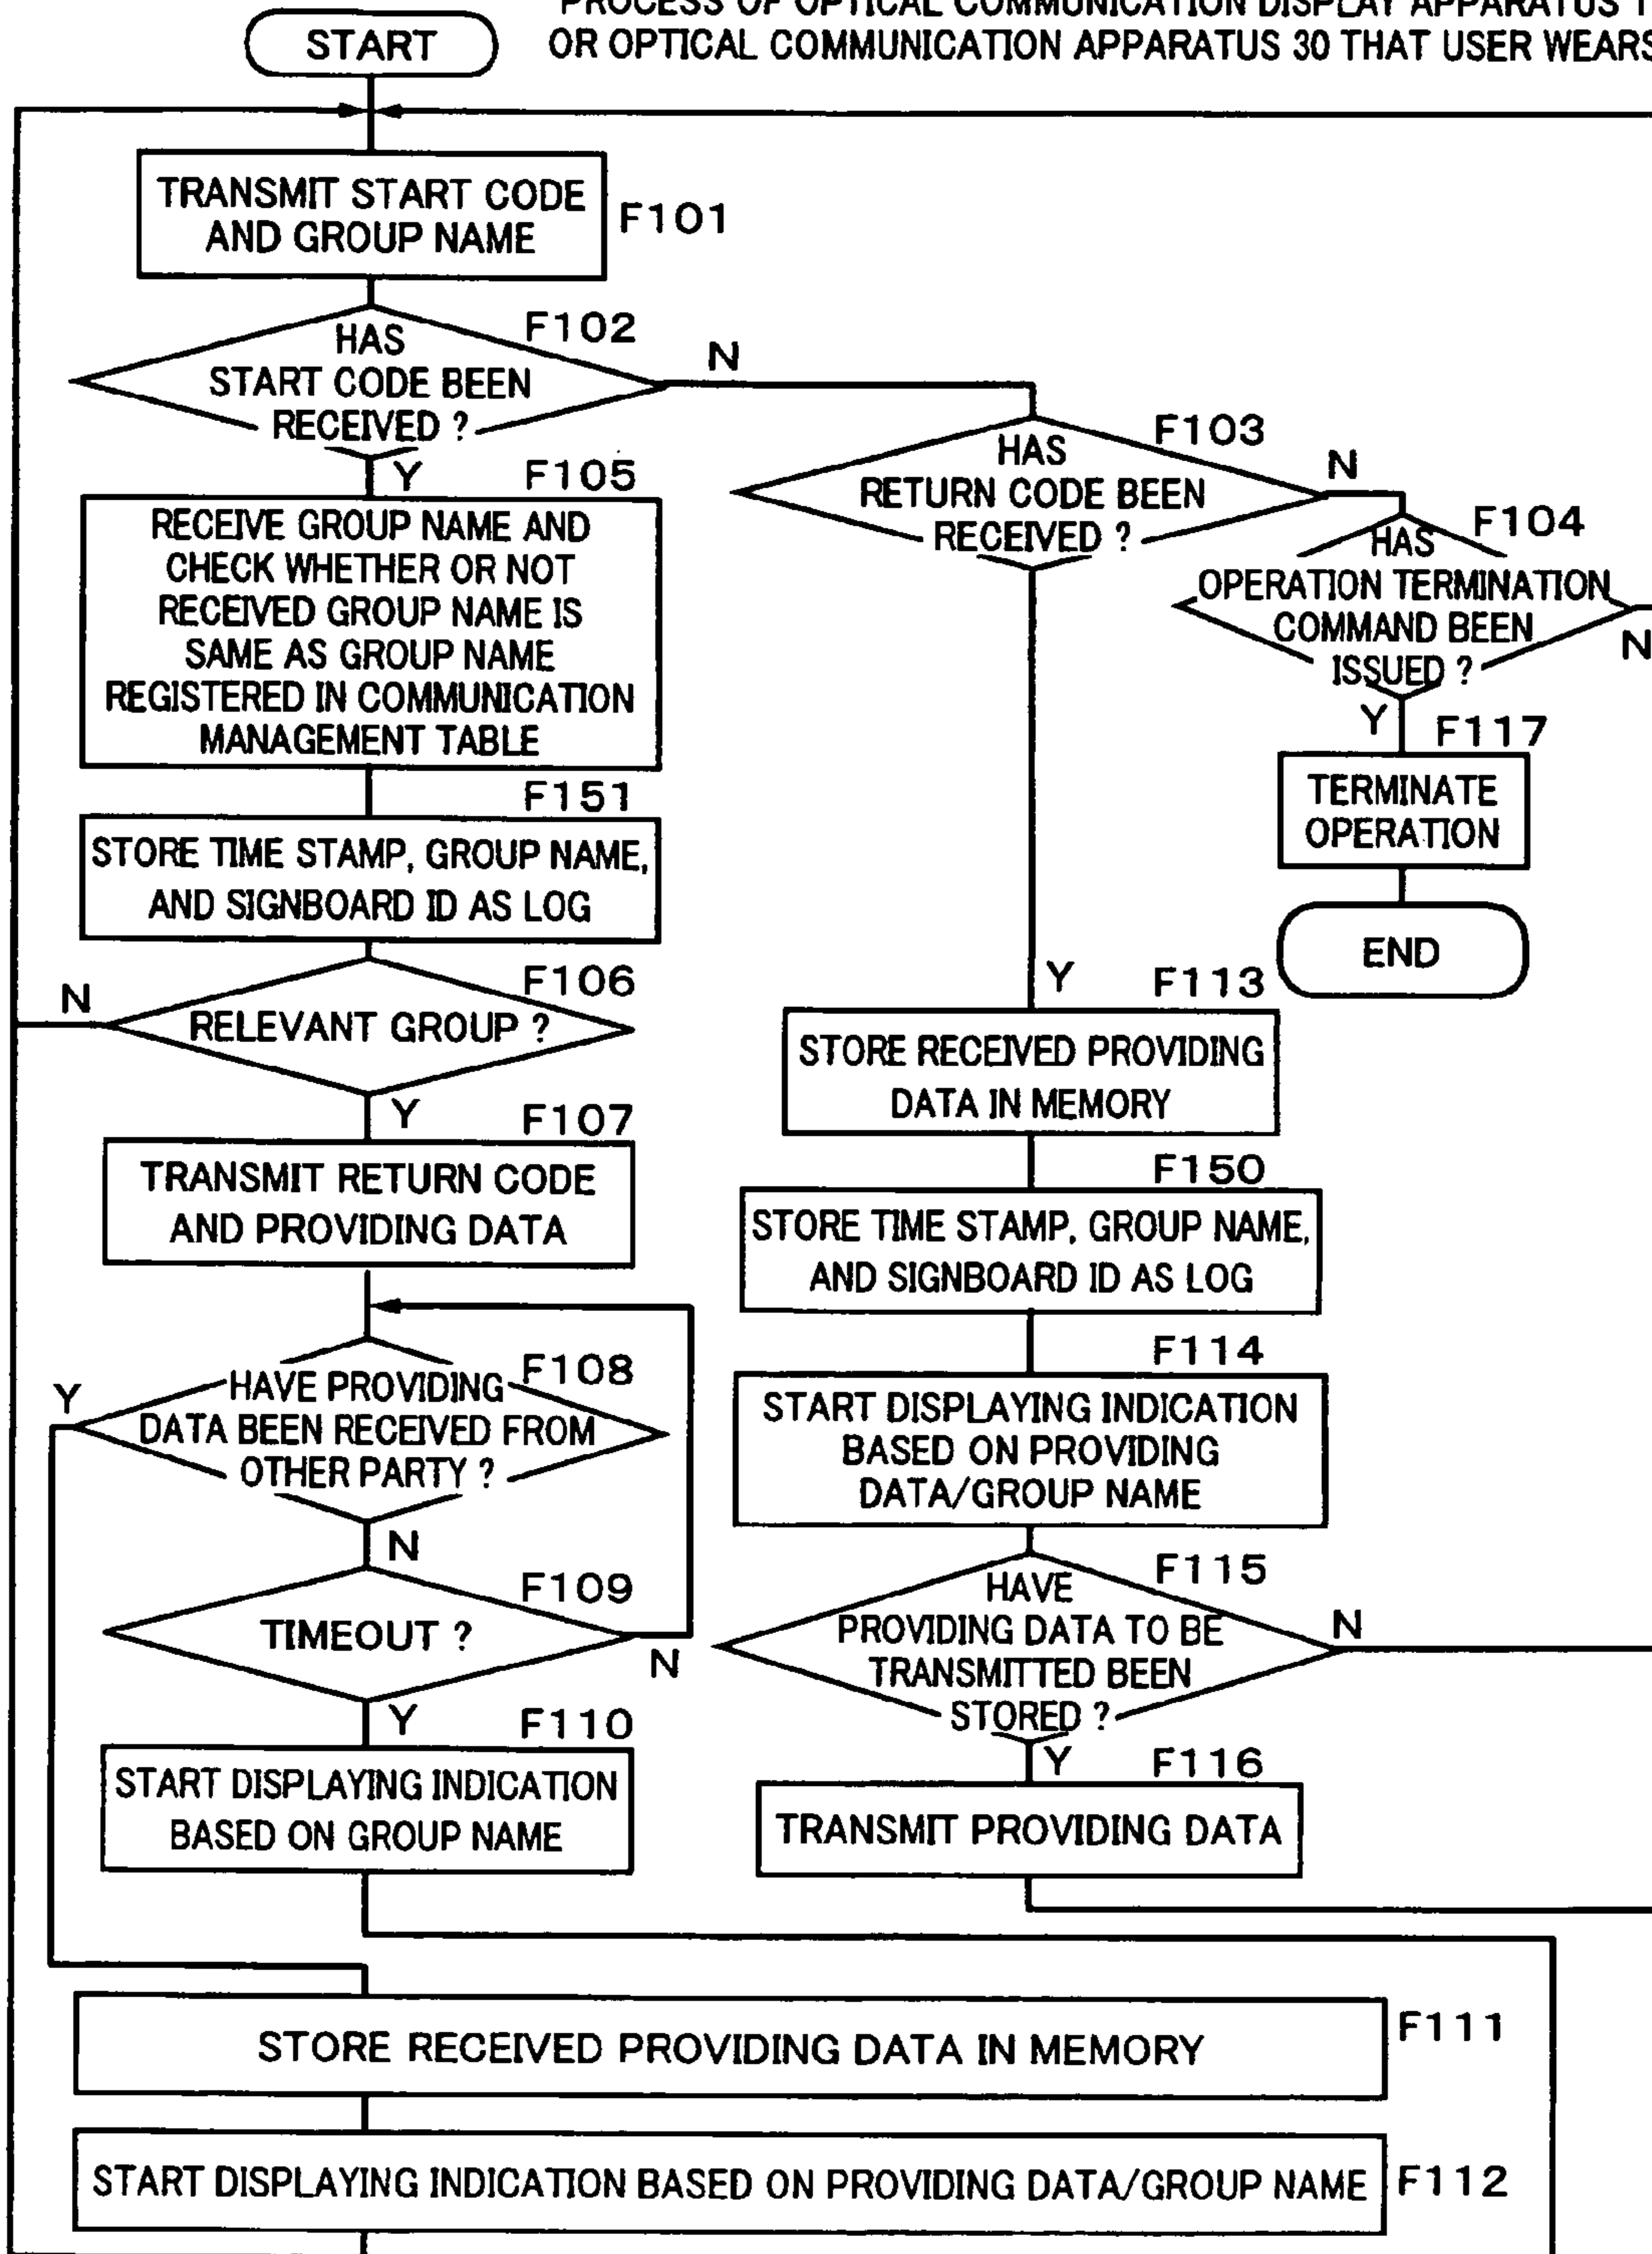 PROCESS OF OPTICAL COMMUNICATION DISPLAY APPARATUS 1
OR OPTICAL COMMUNICATION APPARATUS 30 THAT USER WEARS
START
TRANSMIT START CODE
AND GROUP NAME
F101
F102
HAS
START CODE BEEN
RECEIVED ?
N
Y
F103
HAS
RETURN CODE BEEN
RECEIVED ?
N
F104
HAS
OPERATION TERMINATION
COMMAND BEEN
ISSUED ?
N
Y
F117
TERMINATE
OPERATION
END
F105
RECEIVE GROUP NAME AND
CHECK WHETHER OR NOT
RECEIVED GROUP NAME IS
SAME AS GROUP NAME
REGISTERED IN COMMUNICATION
MANAGEMENT TABLE
F151
STORE TIME STAMP, GROUP NAME,
AND SIGNBOARD ID AS LOG
F106
N
RELEVANT GROUP ?
Y
F107
TRANSMIT RETURN CODE
AND PROVIDING DATA
F108
Y
HAVE PROVIDING
DATA BEEN RECEIVED FROM
OTHER PARTY ?
N
F109
TIMEOUT ?
N
Y
F110
START DISPLAYING INDICATION
BASED ON GROUP NAME
Y
F113
STORE RECEIVED PROVIDING
DATA IN MEMORY
F150
STORE TIME STAMP, GROUP NAME,
AND SIGNBOARD ID AS LOG
F114
START DISPLAYING INDICATION
BASED ON PROVIDING
DATA/GROUP NAME
F115
HAVE
PROVIDING DATA TO BE
TRANSMITTED BEEN
STORED ?
N
Y
F116
TRANSMIT PROVIDING DATA
STORE RECEIVED PROVIDING DATA IN MEMORY
F111
START DISPLAYING INDICATION BASED ON PROVIDING DATA/GROUP NAME
F112